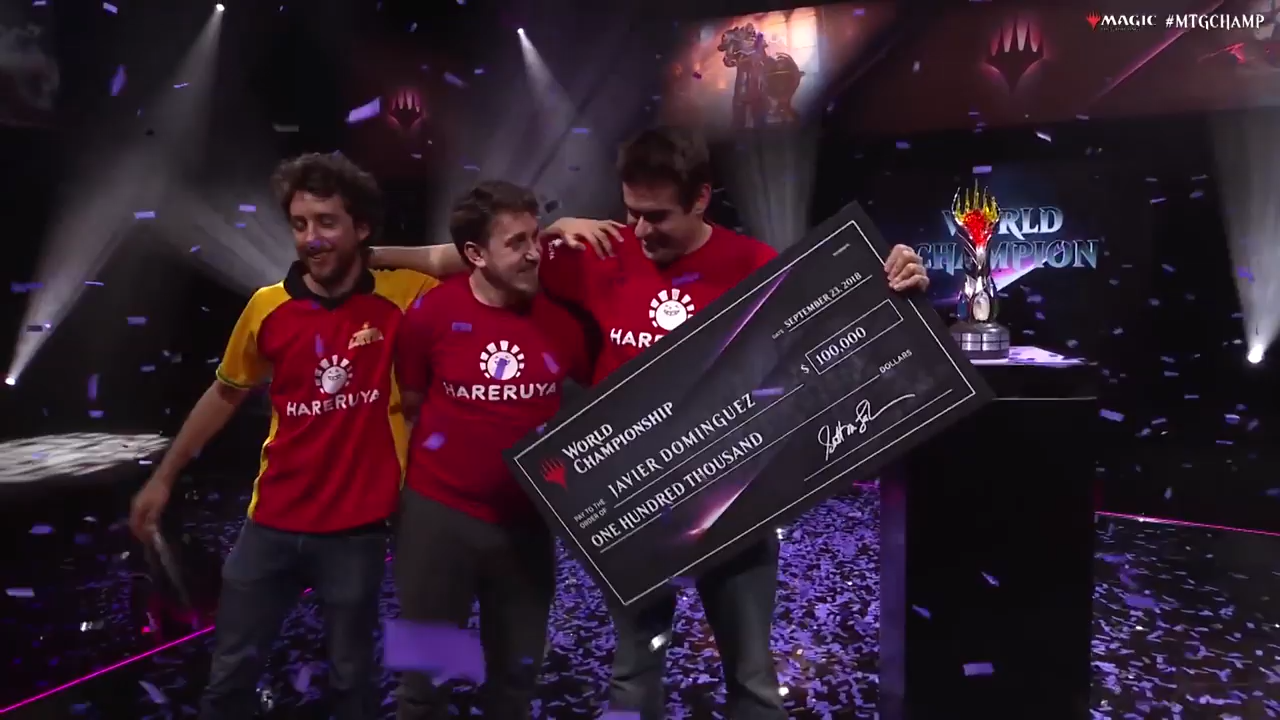 MAGIC #MTGCHAMP
WORLD
CHAMPION
HARERUYA
HARERUYA
HARE
WORLD
CHAMPIONSHIP
DATE SEPTEMBER 23, 2018
$ 100,000
PAY TO THE
ORDER OF
JAVIER DOMINGUEZ
ONE HUNDRED THOUSAND
DOLLARS